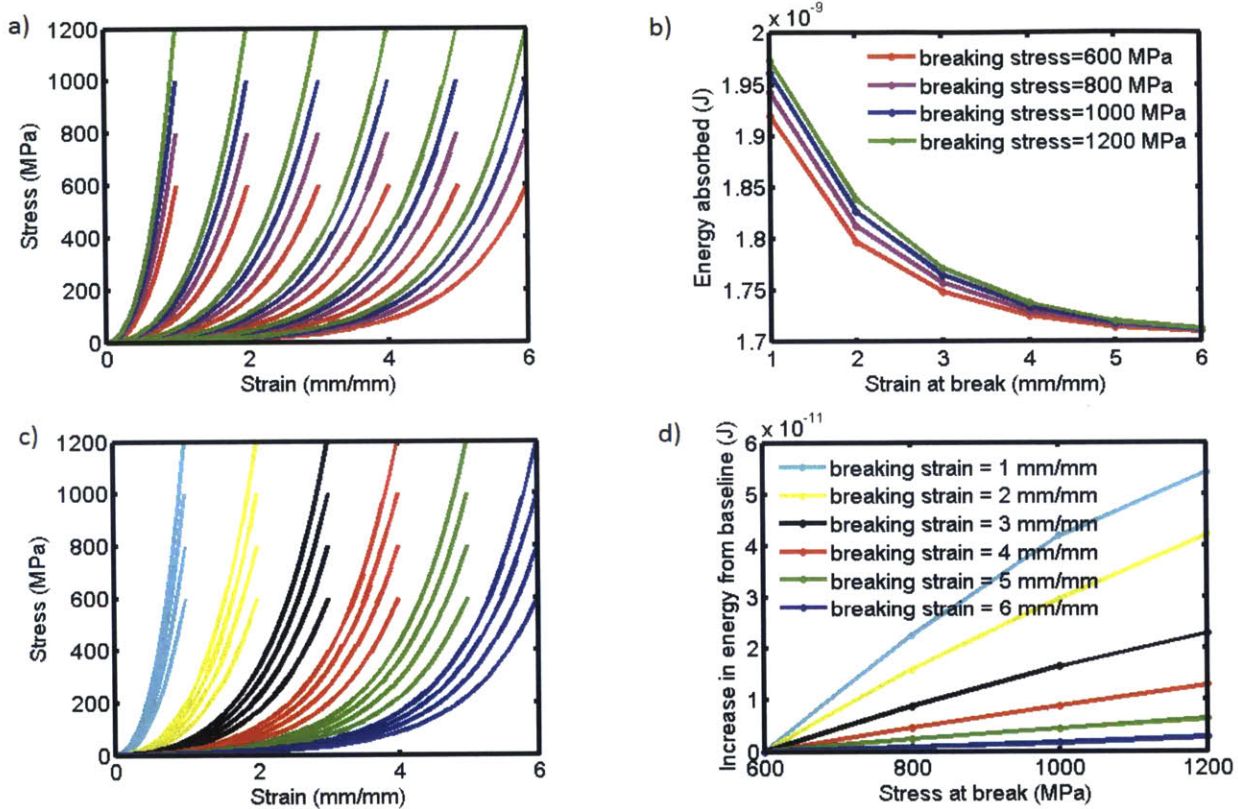 a)
1200
1000
800
600
400
200
0
0 2 4 6
Stress (MPa)
Strain (mm/mm)
b)
x 10⁻⁹
2
1.95
1.9
1.85
1.8
1.75
1.7
1 2 3 4 5 6
Energy absorbed (J)
Strain at break (mm/mm)
breaking stress=600 MPa
breaking stress=800 MPa
breaking stress=1000 MPa
breaking stress=1200 MPa
c)
1200
1000
800
600
400
200
0
0 2 4 6
Stress (MPa)
Strain (mm/mm)
d)
x 10⁻¹¹
6
5
4
3
2
1
0
600 800 1000 1200
Increase in energy from baseline (J)
Stress at break (MPa)
breaking strain = 1 mm/mm
breaking strain = 2 mm/mm
breaking strain = 3 mm/mm
breaking strain = 4 mm/mm
breaking strain = 5 mm/mm
breaking strain = 6 mm/mm